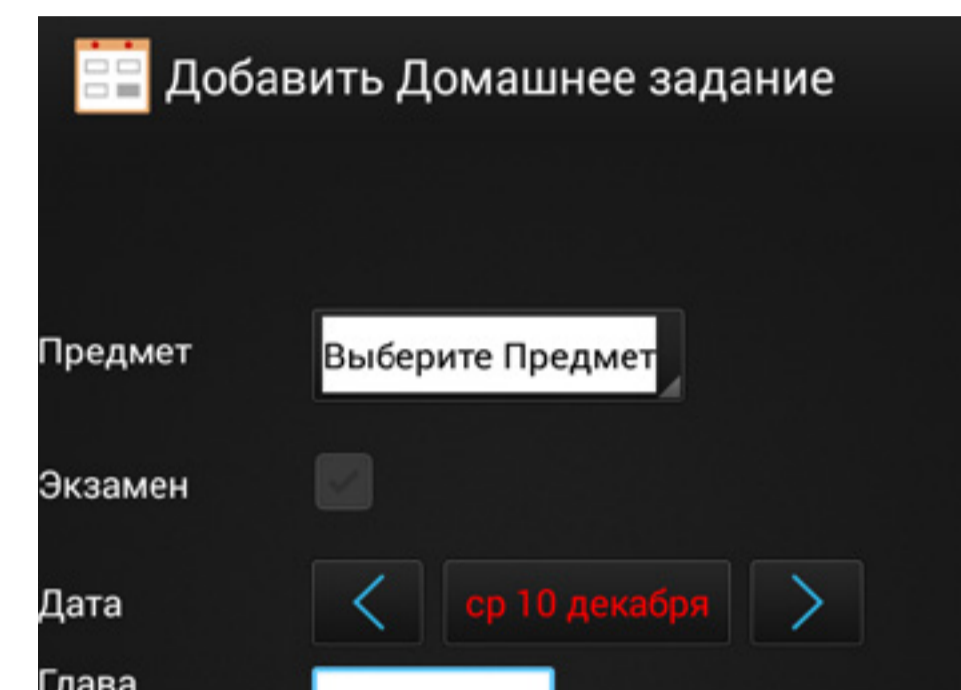 Добавить Домашнее задание
Предмет
Выберите Предмет
Экзамен
Дата
ср 10 декабря
Глава